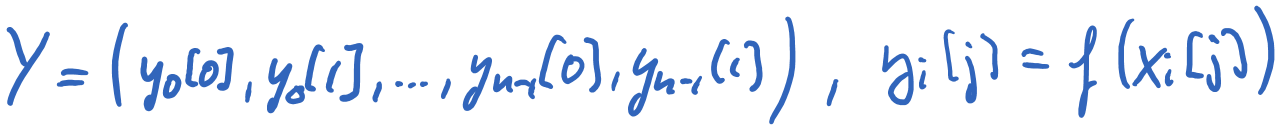 Y = (y₀[0], y₀[1], ..., yₙ₋₁[0], yₙ₋₁[1]), yᵢ[j] = f(xᵢ[j])